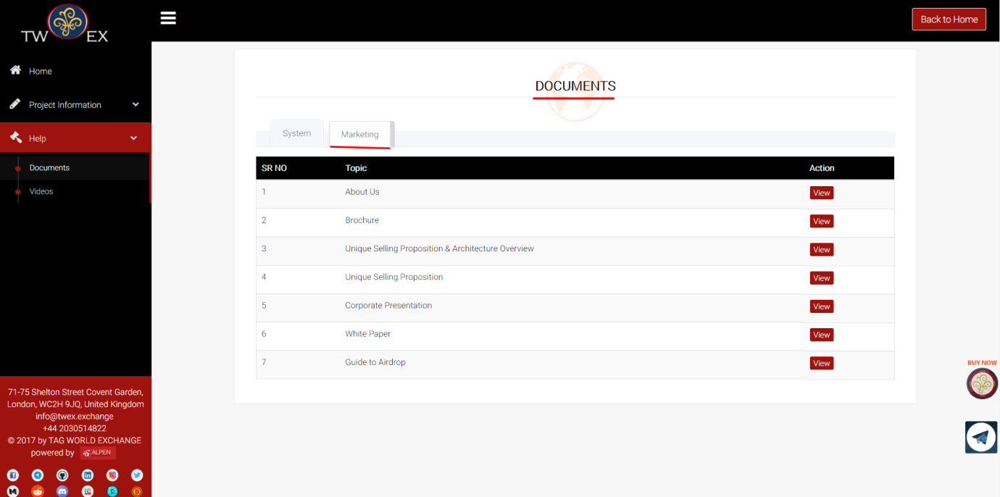 TW EX
Back to Home
Home
Project Information
Help
Documents
Videos
DOCUMENTS
System
Marketing
SR NO Topic Action
1 About Us View
2 Brochure View
3 Unique Selling Proposition & Architecture Overview View
4 Unique Selling Proposition View
5 Corporate Presentation View
6 White Paper View
7 Guide to Airdrop View
BUY NOW
71-75 Shelton Street Covent Garden,
London, WC2H 9JQ, United Kingdom
info@twex.exchange
+44 2030514822
© 2017 by TAG WORLD EXCHANGE
powered by ALPEN